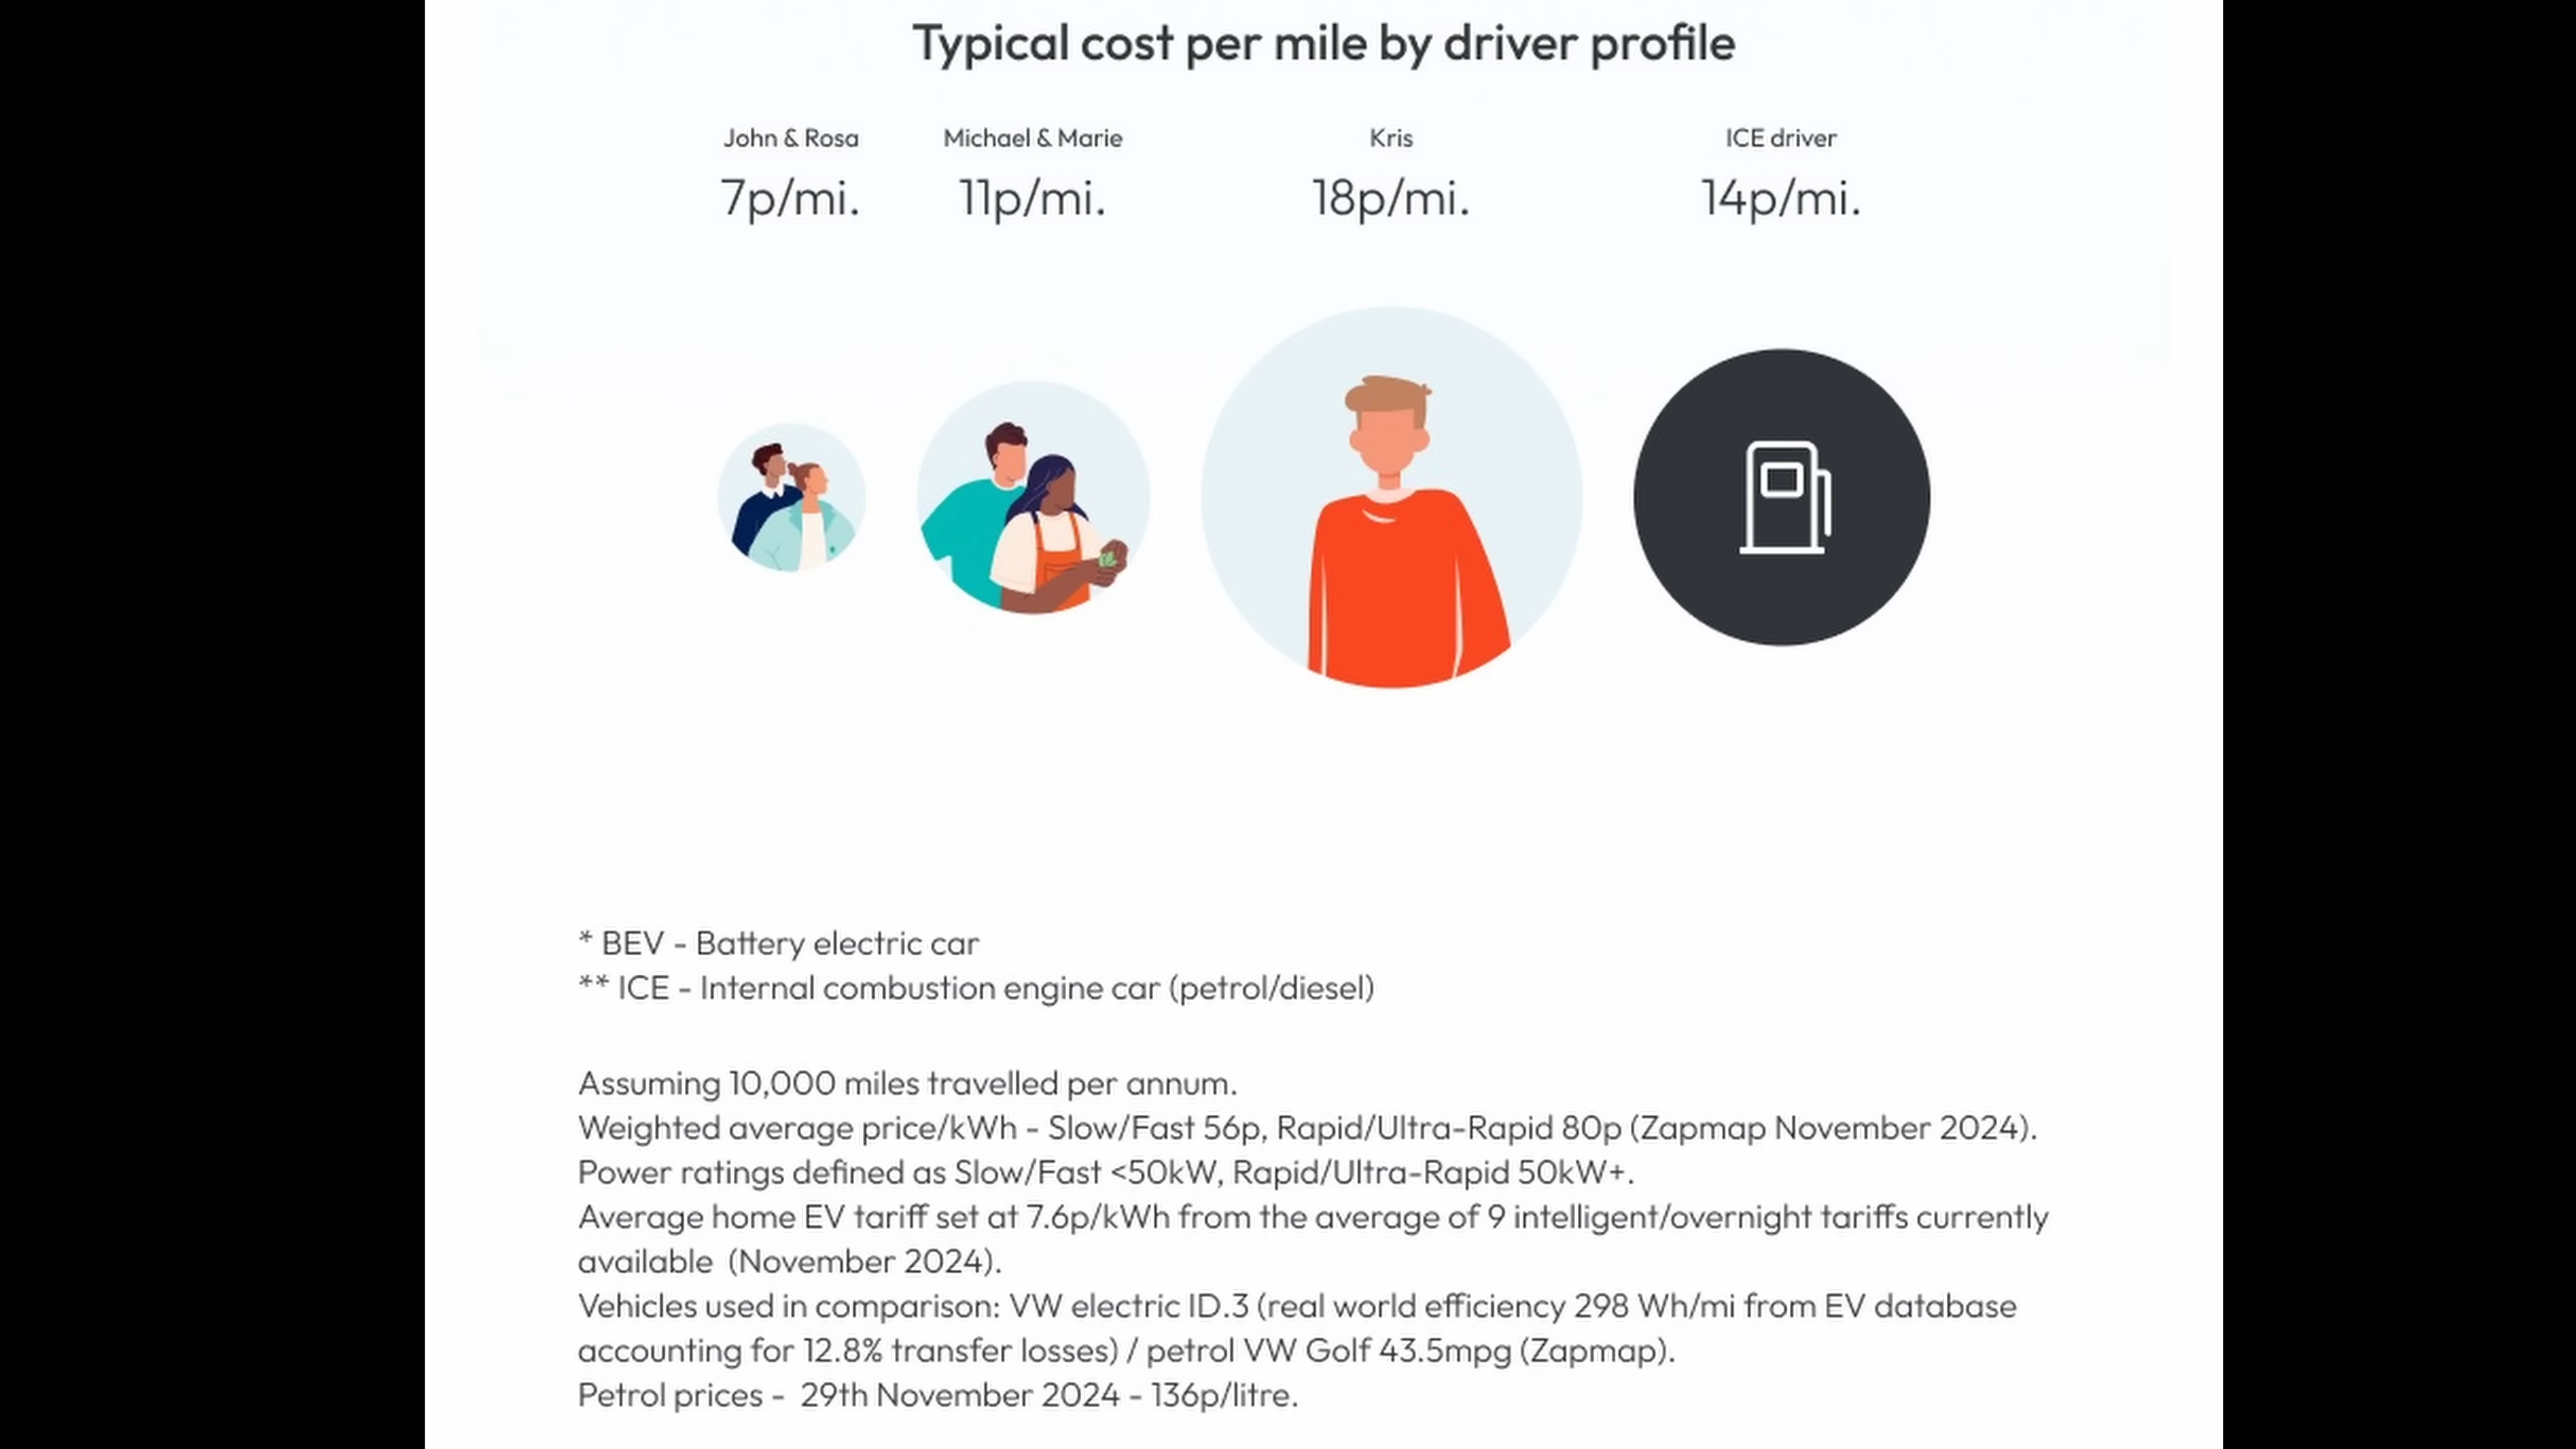 Typical cost per mile by driver profile
John & Rosa
Michael & Marie
Kris
ICE driver
7p/mi.
11p/mi.
18p/mi.
14p/mi.
* BEV - Battery electric car
** ICE - Internal combustion engine car (petrol/diesel)
Assuming 10,000 miles travelled per annum.
Weighted average price/kWh - Slow/Fast 56p, Rapid/Ultra-Rapid 80p (Zapmap November 2024).
Power ratings defined as Slow/Fast <50kW, Rapid/Ultra-Rapid 50kW+.
Average home EV tariff set at 7.6p/kWh from the average of 9 intelligent/overnight tariffs currently
available  (November 2024).
Vehicles used in comparison: VW electric ID.3 (real world efficiency 298 Wh/mi from EV database
accounting for 12.8% transfer losses) / petrol VW Golf 43.5mpg (Zapmap).
Petrol prices -  29th November 2024 - 136p/litre.